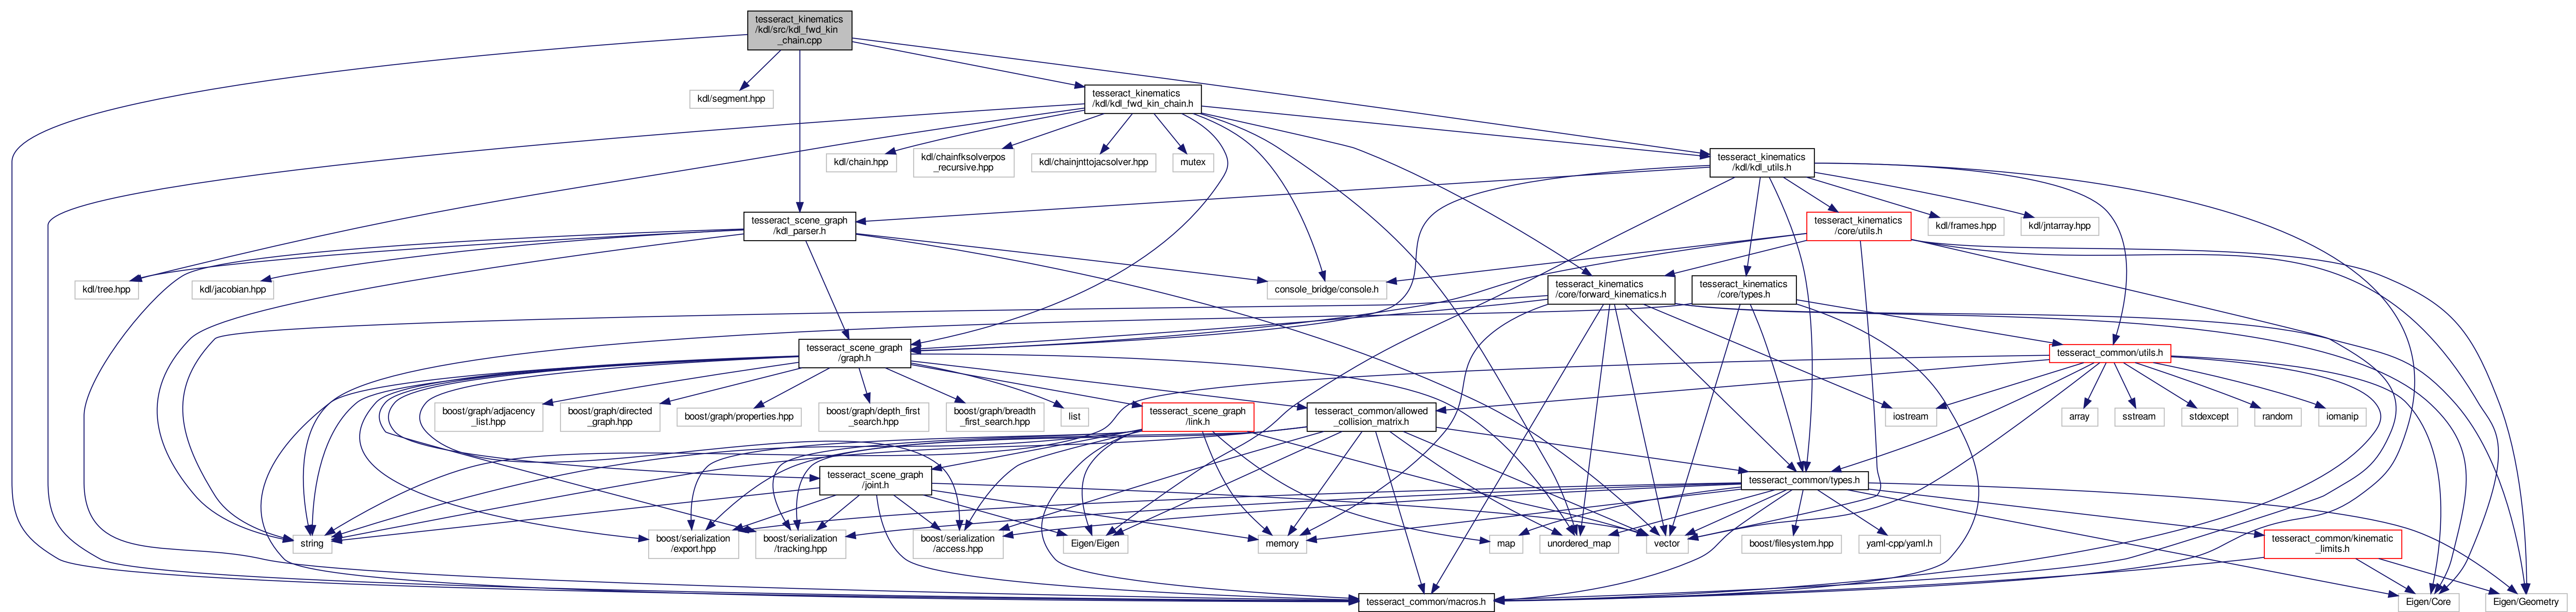 tesseract_kinematics
/kdl/src/kdl_fwd_kin
_chain.cpp
kdl/segment.hpp
tesseract_kinematics
/kdl/kdl_fwd_kin_chain.h
kdl/chain.hpp
kdl/chainfksolverpos
_recursive.hpp
kdl/chainjnttojacsolver.hpp
mutex
tesseract_kinematics
/kdl/kdl_utils.h
tesseract_scene_graph
/kdl_parser.h
tesseract_kinematics
/core/utils.h
kdl/frames.hpp
kdl/jntarray.hpp
kdl/tree.hpp
kdl/jacobian.hpp
console_bridge/console.h
tesseract_kinematics
/core/forward_kinematics.h
tesseract_kinematics
/core/types.h
tesseract_scene_graph
/graph.h
tesseract_common/utils.h
boost/graph/adjacency
_list.hpp
boost/graph/directed
_graph.hpp
boost/graph/properties.hpp
boost/graph/depth_first
_search.hpp
boost/graph/breadth
_first_search.hpp
list
tesseract_scene_graph
/link.h
tesseract_common/allowed
_collision_matrix.h
iostream
array
sstream
stdexcept
random
iomanip
tesseract_scene_graph
/joint.h
tesseract_common/types.h
string
boost/serialization
/export.hpp
boost/serialization
/tracking.hpp
boost/serialization
/access.hpp
Eigen/Eigen
memory
map
unordered_map
vector
boost/filesystem.hpp
yaml-cpp/yaml.h
tesseract_common/kinematic
_limits.h
tesseract_common/macros.h
Eigen/Core
Eigen/Geometry